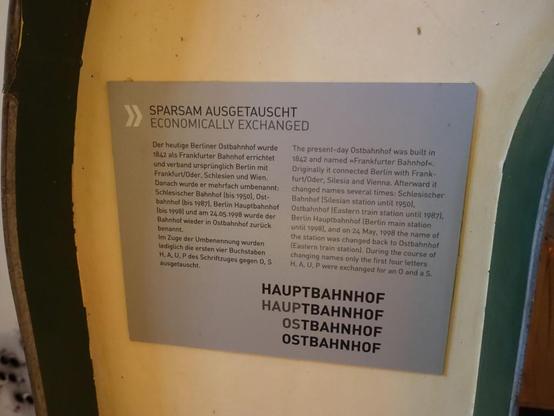 SPARSAM AUSGETAUSCHT
ECONOMICALLY EXCHANGED
Der heutige Berliner Ostbahnhof wurde
1842 als Frankfurter Bahnhof errichtet
und verband ursprünglich Berlin mit
Frankfurt/Oder, Schlesien und Wien.
Danach wurde er mehrfach umbenannt:
Schlesischer Bahnhof (bis 1950), Ost-
bahnhof (bis 1987), Berlin Hauptbahnhof
(bis 1998) und am 24.05.1998 wurde der
Bahnhof wieder in Ostbahnhof zurück
benannt.
Im Zuge der Umbenennung wurden
lediglich die ersten vier Buchstaben
H, A, U, P des Schriftzuges gegen O, S
ausgetauscht.
The present-day Ostbahnhof was built in
1842 and named »Frankfurter Bahnhof«.
Originally it connected Berlin with Frank-
furt/Oder, Silesia and Vienna. Afterward it
changed names several times: Schlesischer
Bahnhof (Silesian station until 1950),
Ostbahnhof (Eastern train station until 1987),
Berlin Hauptbahnhof (Berlin main station
until 1998), and on 24 May, 1998 the name of
the station was changed back to Ostbahnhof
(Eastern train station). During the course of
changing names only the first four letters
H, A, U, P were exchanged for an O and a S.
HAUPTBAHNHOF
HAUPTBAHNHOF
OSTBAHNHOF
OSTBAHNHOF